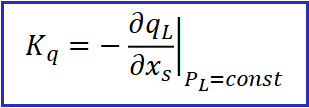 K_q = − ∂q_L/∂x_s |_{P_L=const}